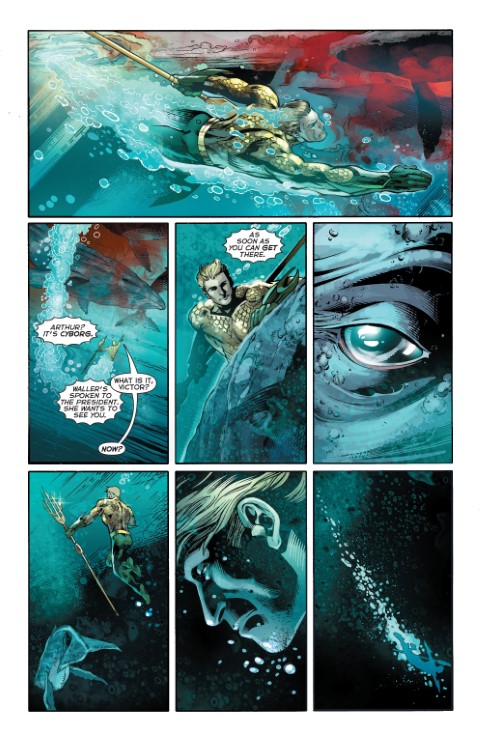 ARTHUR?
IT'S CYBORG.
WHAT IS IT,
VICTOR?
WALLER'S
SPOKEN TO
THE PRESIDENT.
SHE WANTS TO
SEE YOU.
NOW?
AS
SOON AS
YOU CAN GET
THERE.